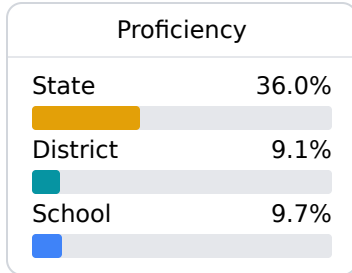 Proficiency
State 36.0%
District 9.1%
School 9.7%